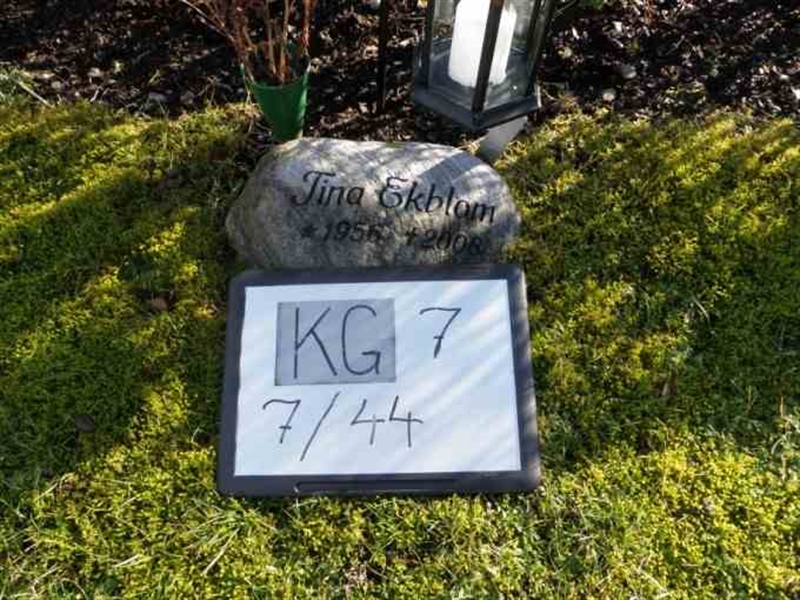 Tina Ekblom
* 1956 † 2008
KG 7
7/44